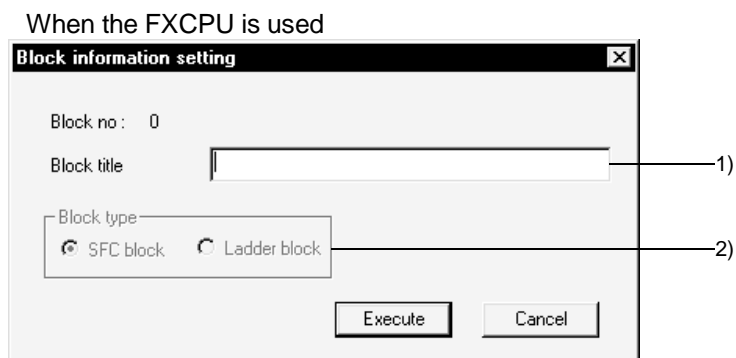 When the FXCPU is used
Block information setting
Block no : 0
Block title 1)
Block type
SFC block Ladder block 2)
Execute Cancel